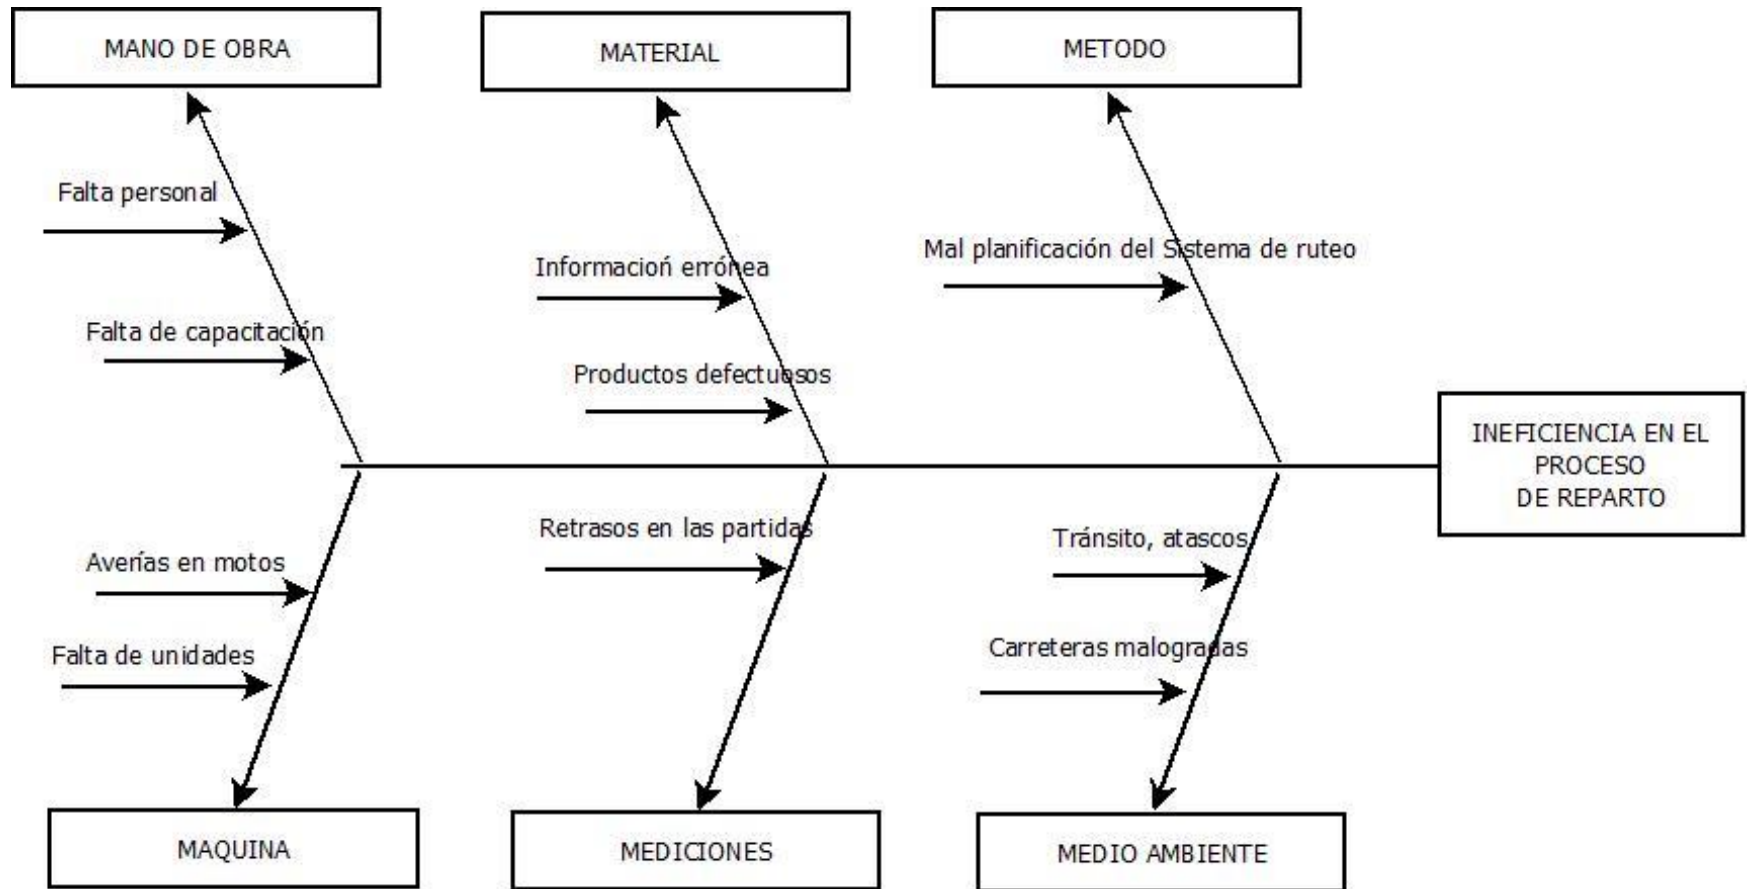 MANO DE OBRA
MATERIAL
METODO
Falta personal
Falta de capacitación
Informacioń errónea
Productos defectuosos
Mal planificación del Sistema de ruteo
INEFICIENCIA EN EL
PROCESO
DE REPARTO
Averías en motos
Falta de unidades
Retrasos en las partidas
Tránsito, atascos
Carreteras malogradas
MAQUINA
MEDICIONES
MEDIO AMBIENTE